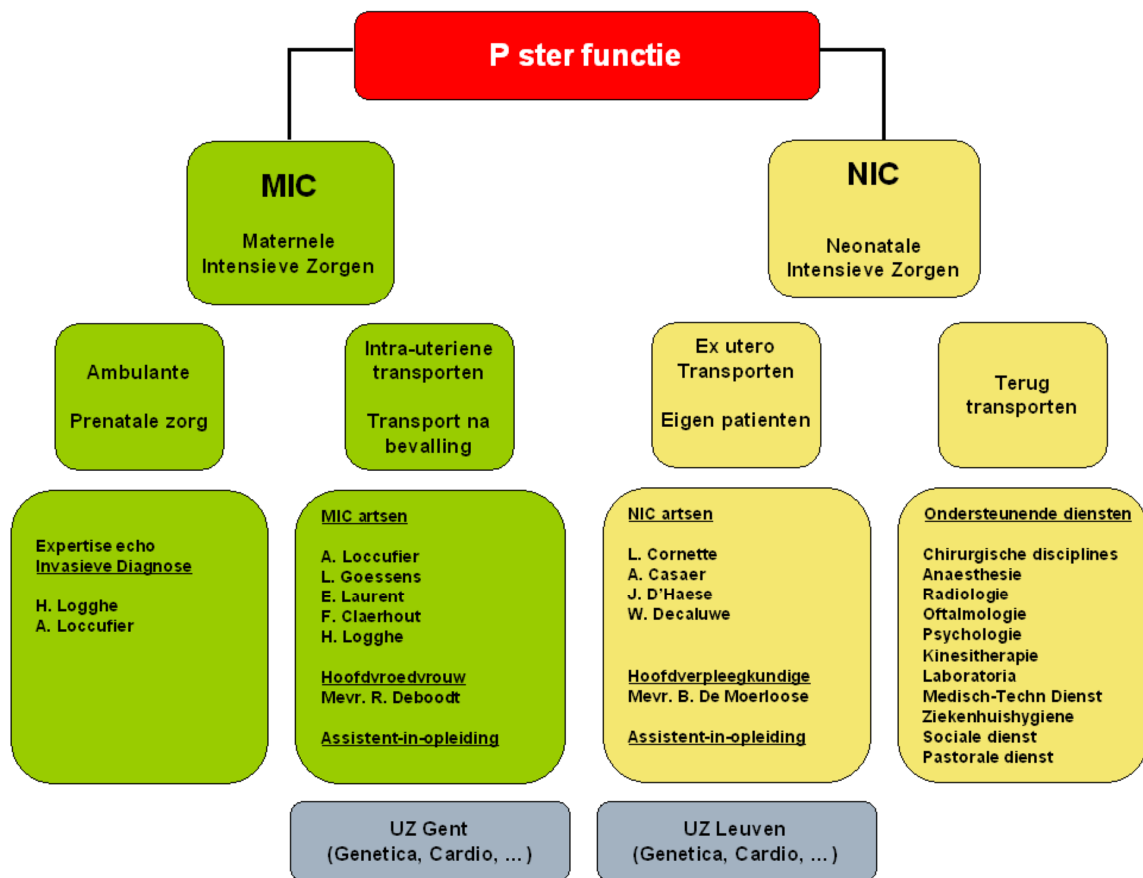 P ster functie
MIC
Maternele
Intensieve Zorgen
NIC
Neonatale
Intensieve Zorgen
Ambulante
Prenatale zorg
Intra-uteriene
transporten
Transport na
bevalling
Ex utero
Transporten
Eigen patienten
Terug
transporten
Expertise echo
Invasieve Diagnose
H. Logghe
A. Loccufier
MIC artsen
A. Loccufier
L. Goessens
E. Laurent
F. Claerhout
H. Logghe
Hoofdvroedvrouw
Mevr. R. Deboodt
Assistent-in-opleiding
NIC artsen
L. Cornette
A. Casaer
J. D'Haese
W. Decaluwe
Hoofdverpleegkundige
Mevr. B. De Moerloose
Assistent-in-opleiding
Ondersteunende diensten
Chirurgische disciplines
Anaesthesie
Radiologie
Oftalmologie
Psychologie
Kinesitherapie
Laboratoria
Medisch-Techn Dienst
Ziekenhuishygiene
Sociale dienst
Pastorale dienst
UZ Gent
(Genetica, Cardio, ...)
UZ Leuven
(Genetica, Cardio, ...)